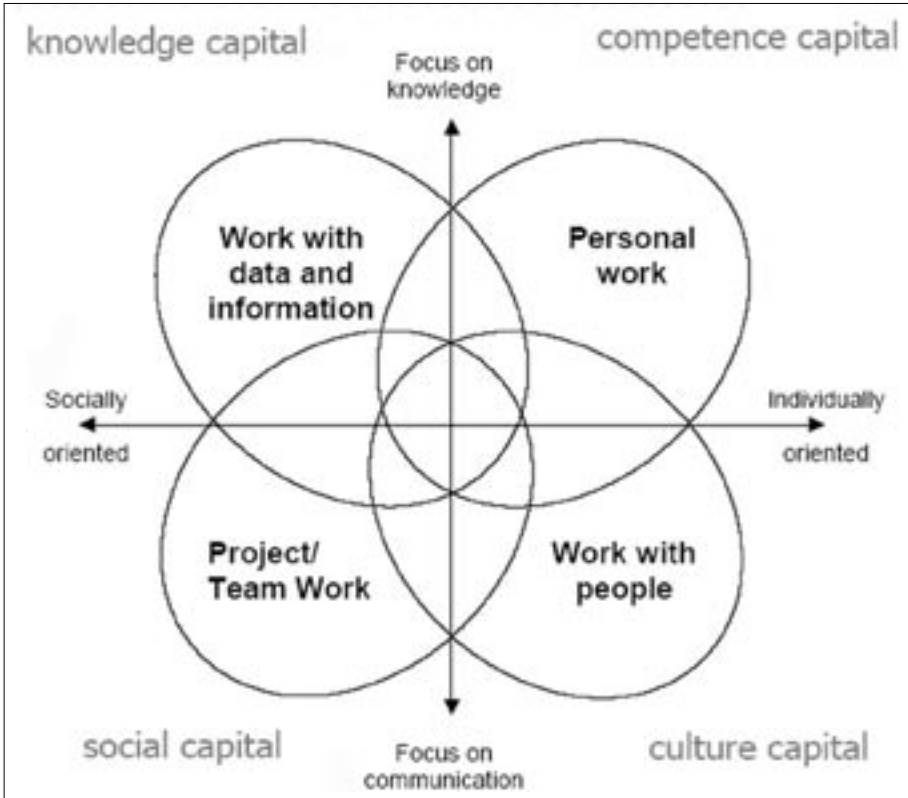 knowledge capital
competence capital
Focus on
knowledge
Work with
data and
information
Personal
work
Socially
oriented
Individually
oriented
Project/
Team Work
Work with
people
social capital
Focus on
communication
culture capital